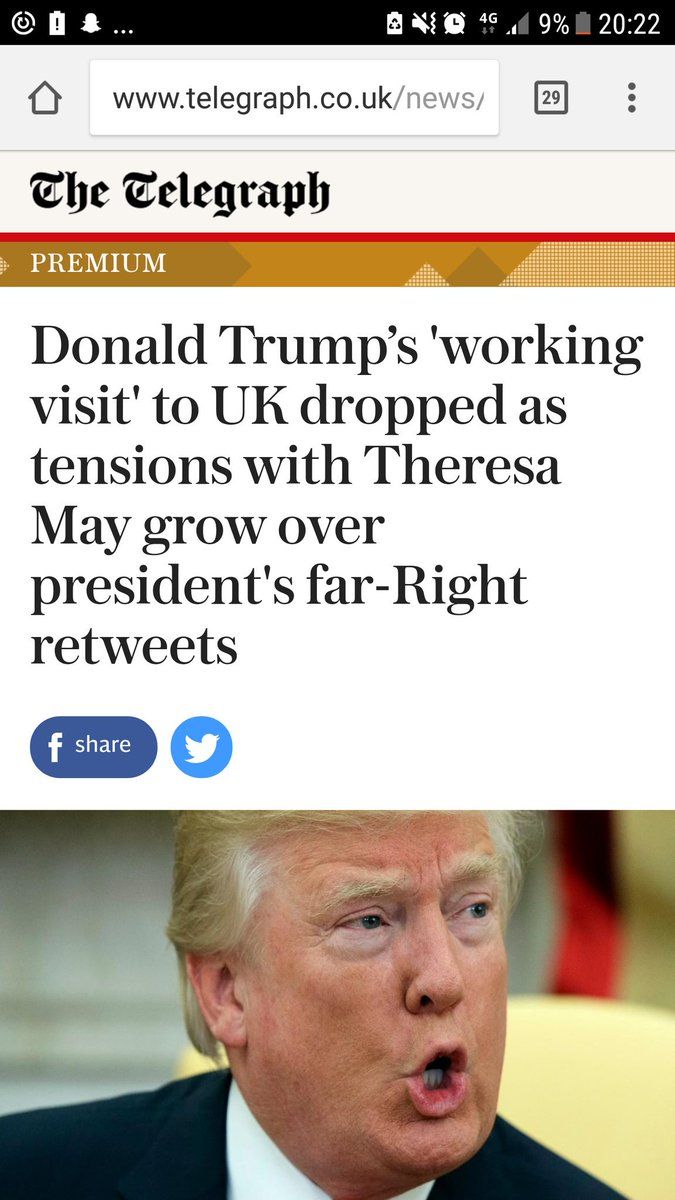 ... 4G 9% 20:22
www.telegraph.co.uk/news/
29
The Telegraph
PREMIUM
Donald Trump’s 'working
visit' to UK dropped as
tensions with Theresa
May grow over
president's far-Right
retweets
f share